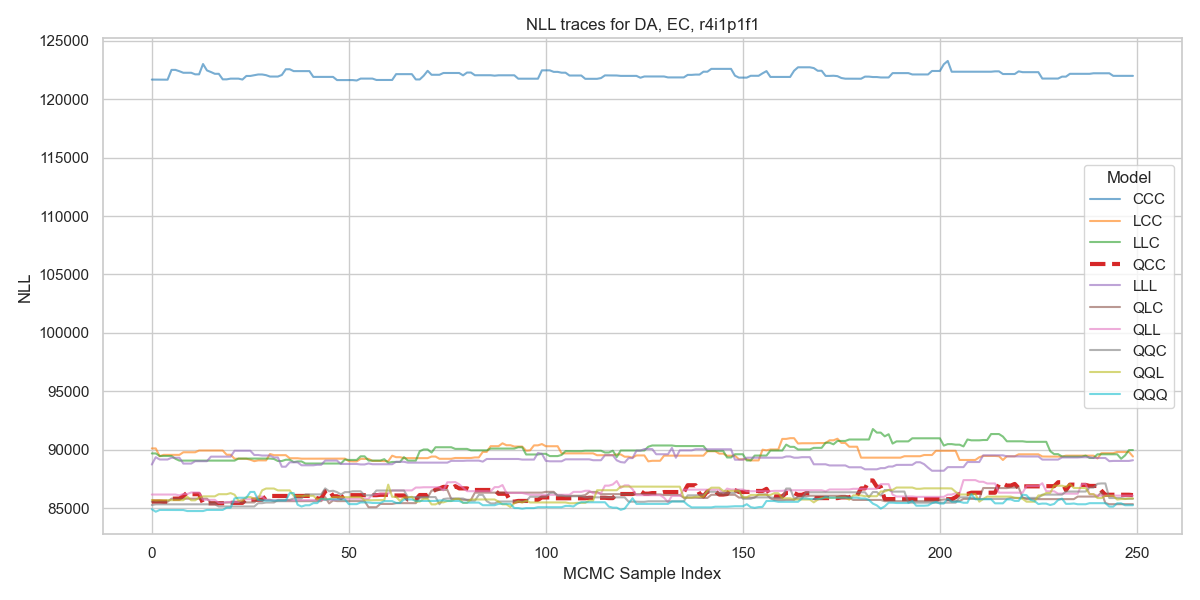 NLL traces for DA, EC, r4i1p1f1
125000
120000
115000
110000
105000
100000
95000
90000
85000
NLL
0
50
100
150
200
250
MCMC Sample Index
Model
CCC
LCC
LLC
QCC
LLL
QLC
QLL
QQC
QQL
QQQ